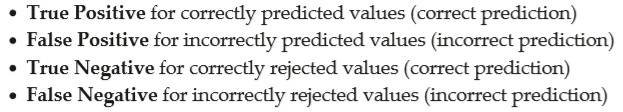 • True Positive for correctly predicted values (correct prediction)
• False Positive for incorrectly predicted values (incorrect prediction)
• True Negative for correctly rejected values (correct prediction)
• False Negative for incorrectly rejected values (incorrect prediction)